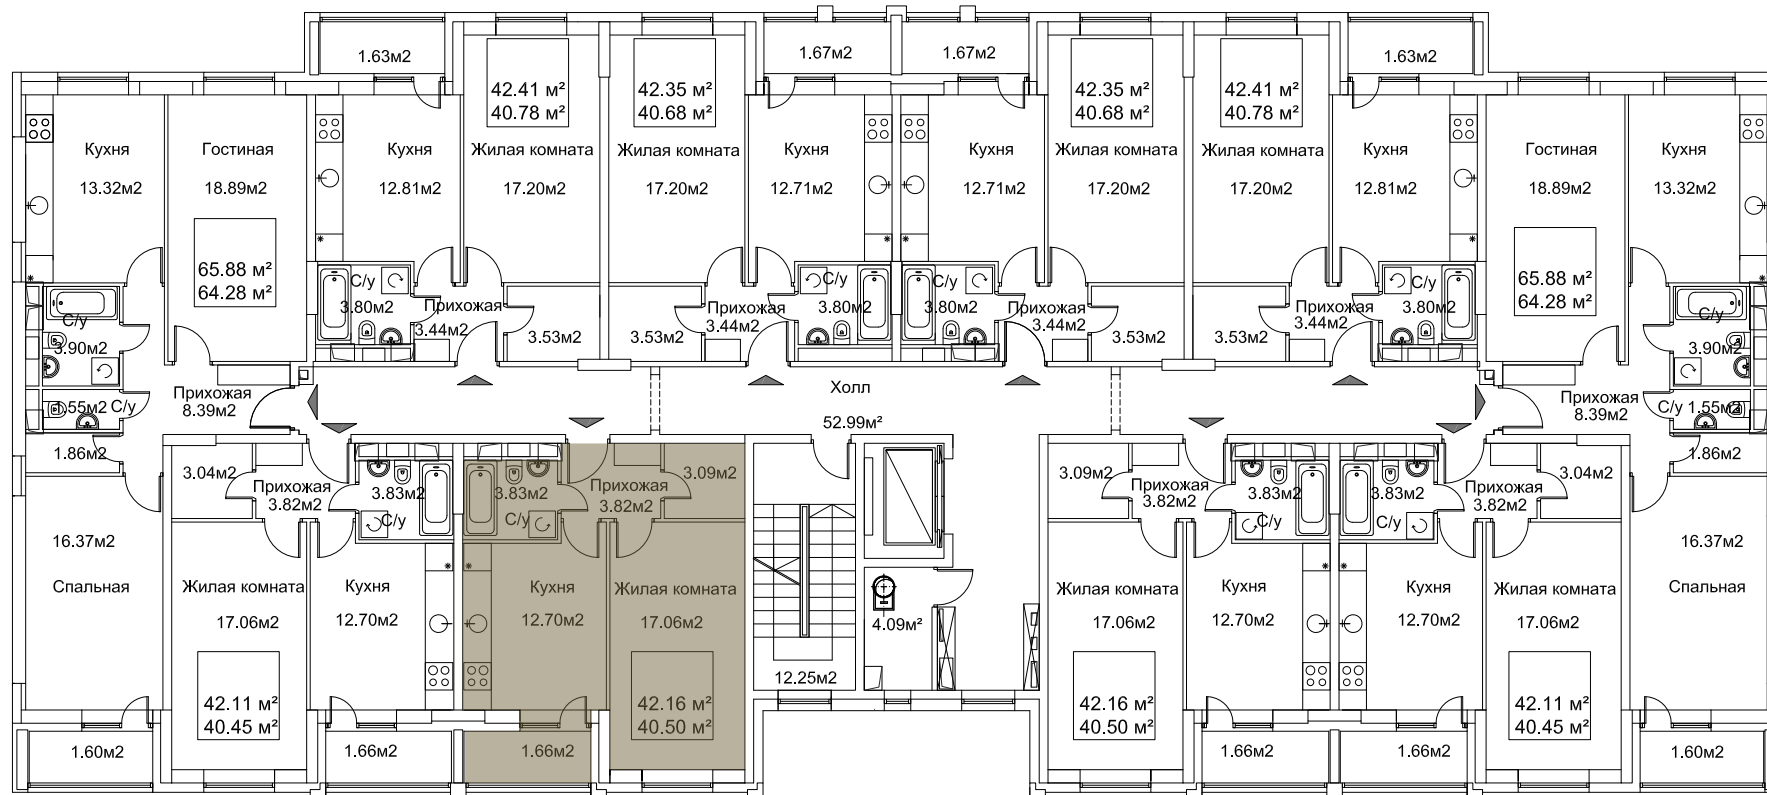 1.63м2
1.67м2
1.67м2
1.63м2
42.41 м²
40.78 м²
42.35 м²
40.68 м²
42.35 м²
40.68 м²
42.41 м²
40.78 м²
Кухня
13.32м2
Гостиная
18.89м2
Кухня
12.81м2
Жилая комната
17.20м2
Жилая комната
17.20м2
Кухня
12.71м2
Кухня
12.71м2
Жилая комната
17.20м2
Жилая комната
17.20м2
Кухня
12.81м2
Гостиная
18.89м2
Кухня
13.32м2
65.88 м²
64.28 м²
65.88 м²
64.28 м²
С/у
3.90м2
С/у
3.80м2
Прихожая
3.44м2
3.53м2
3.53м2
Прихожая
3.44м2
С/у
3.80м2
С/у
3.80м2
Прихожая
3.44м2
3.53м2
3.53м2
Прихожая
3.44м2
С/у
3.80м2
С/у
3.90м2
1.55м2
С/у
Прихожая
8.39м2
Холл
52.99м²
Прихожая
8.39м2
С/у
1.55м2
1.86м2
3.04м2
Прихожая
3.82м2
3.83м2
С/у
3.83м2
С/у
Прихожая
3.82м2
3.09м2
3.09м2
Прихожая
3.82м2
3.83м2
С/у
3.83м2
С/у
Прихожая
3.82м2
3.04м2
1.86м2
16.37м2
Спальная
Жилая комната
17.06м2
Кухня
12.70м2
Кухня
12.70м2
Жилая комната
17.06м2
4.09м²
12.25м2
Жилая комната
17.06м2
Кухня
12.70м2
Кухня
12.70м2
Жилая комната
17.06м2
16.37м2
Спальная
42.11 м²
40.45 м²
42.16 м²
40.50 м²
42.16 м²
40.50 м²
42.11 м²
40.45 м²
1.60м2
1.66м2
1.66м2
1.66м2
1.66м2
1.60м2